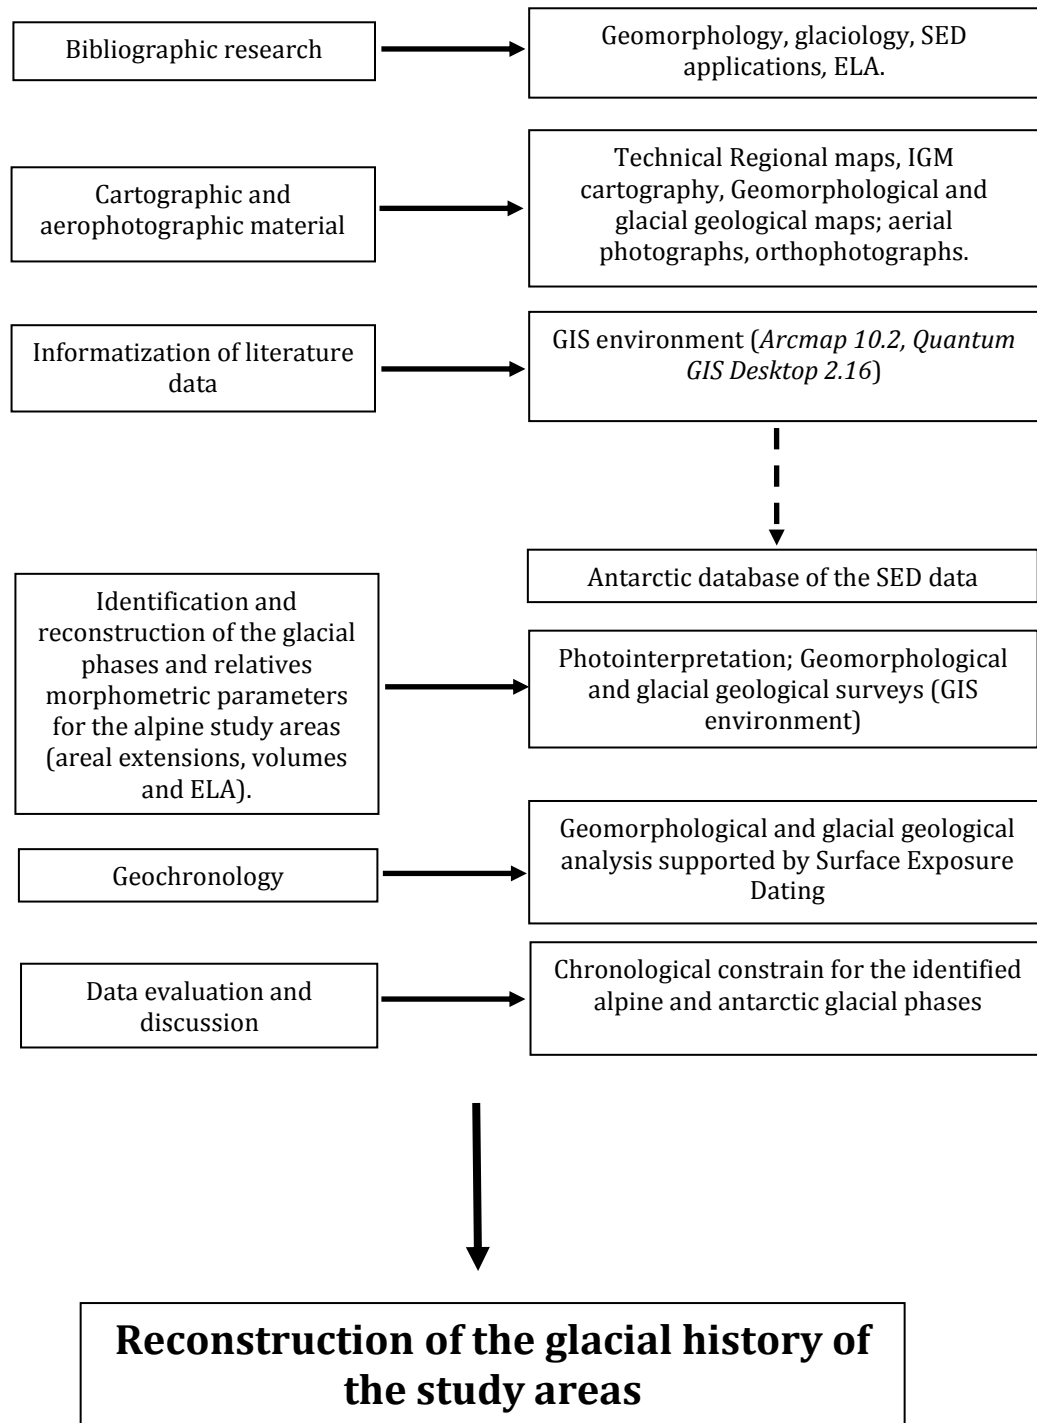 Bibliographic research
Geomorphology, glaciology, SED
applications, ELA.
Cartographic and
aerophotographic material
Technical Regional maps, IGM
cartography, Geomorphological and
glacial geological maps; aerial
photographs, orthophotographs.
Informatization of literature
data
GIS environment (Arcmap 10.2, Quantum
GIS Desktop 2.16)
Antarctic database of the SED data
Identification and
reconstruction of the glacial
phases and relatives
morphometric parameters
for the alpine study areas
(areal extensions, volumes
and ELA).
Photointerpretation; Geomorphological
and glacial geological surveys (GIS
environment)
Geochronology
Geomorphological and glacial geological
analysis supported by Surface Exposure
Dating
Data evaluation and
discussion
Chronological constrain for the identified
alpine and antarctic glacial phases
Reconstruction of the glacial history of
the study areas